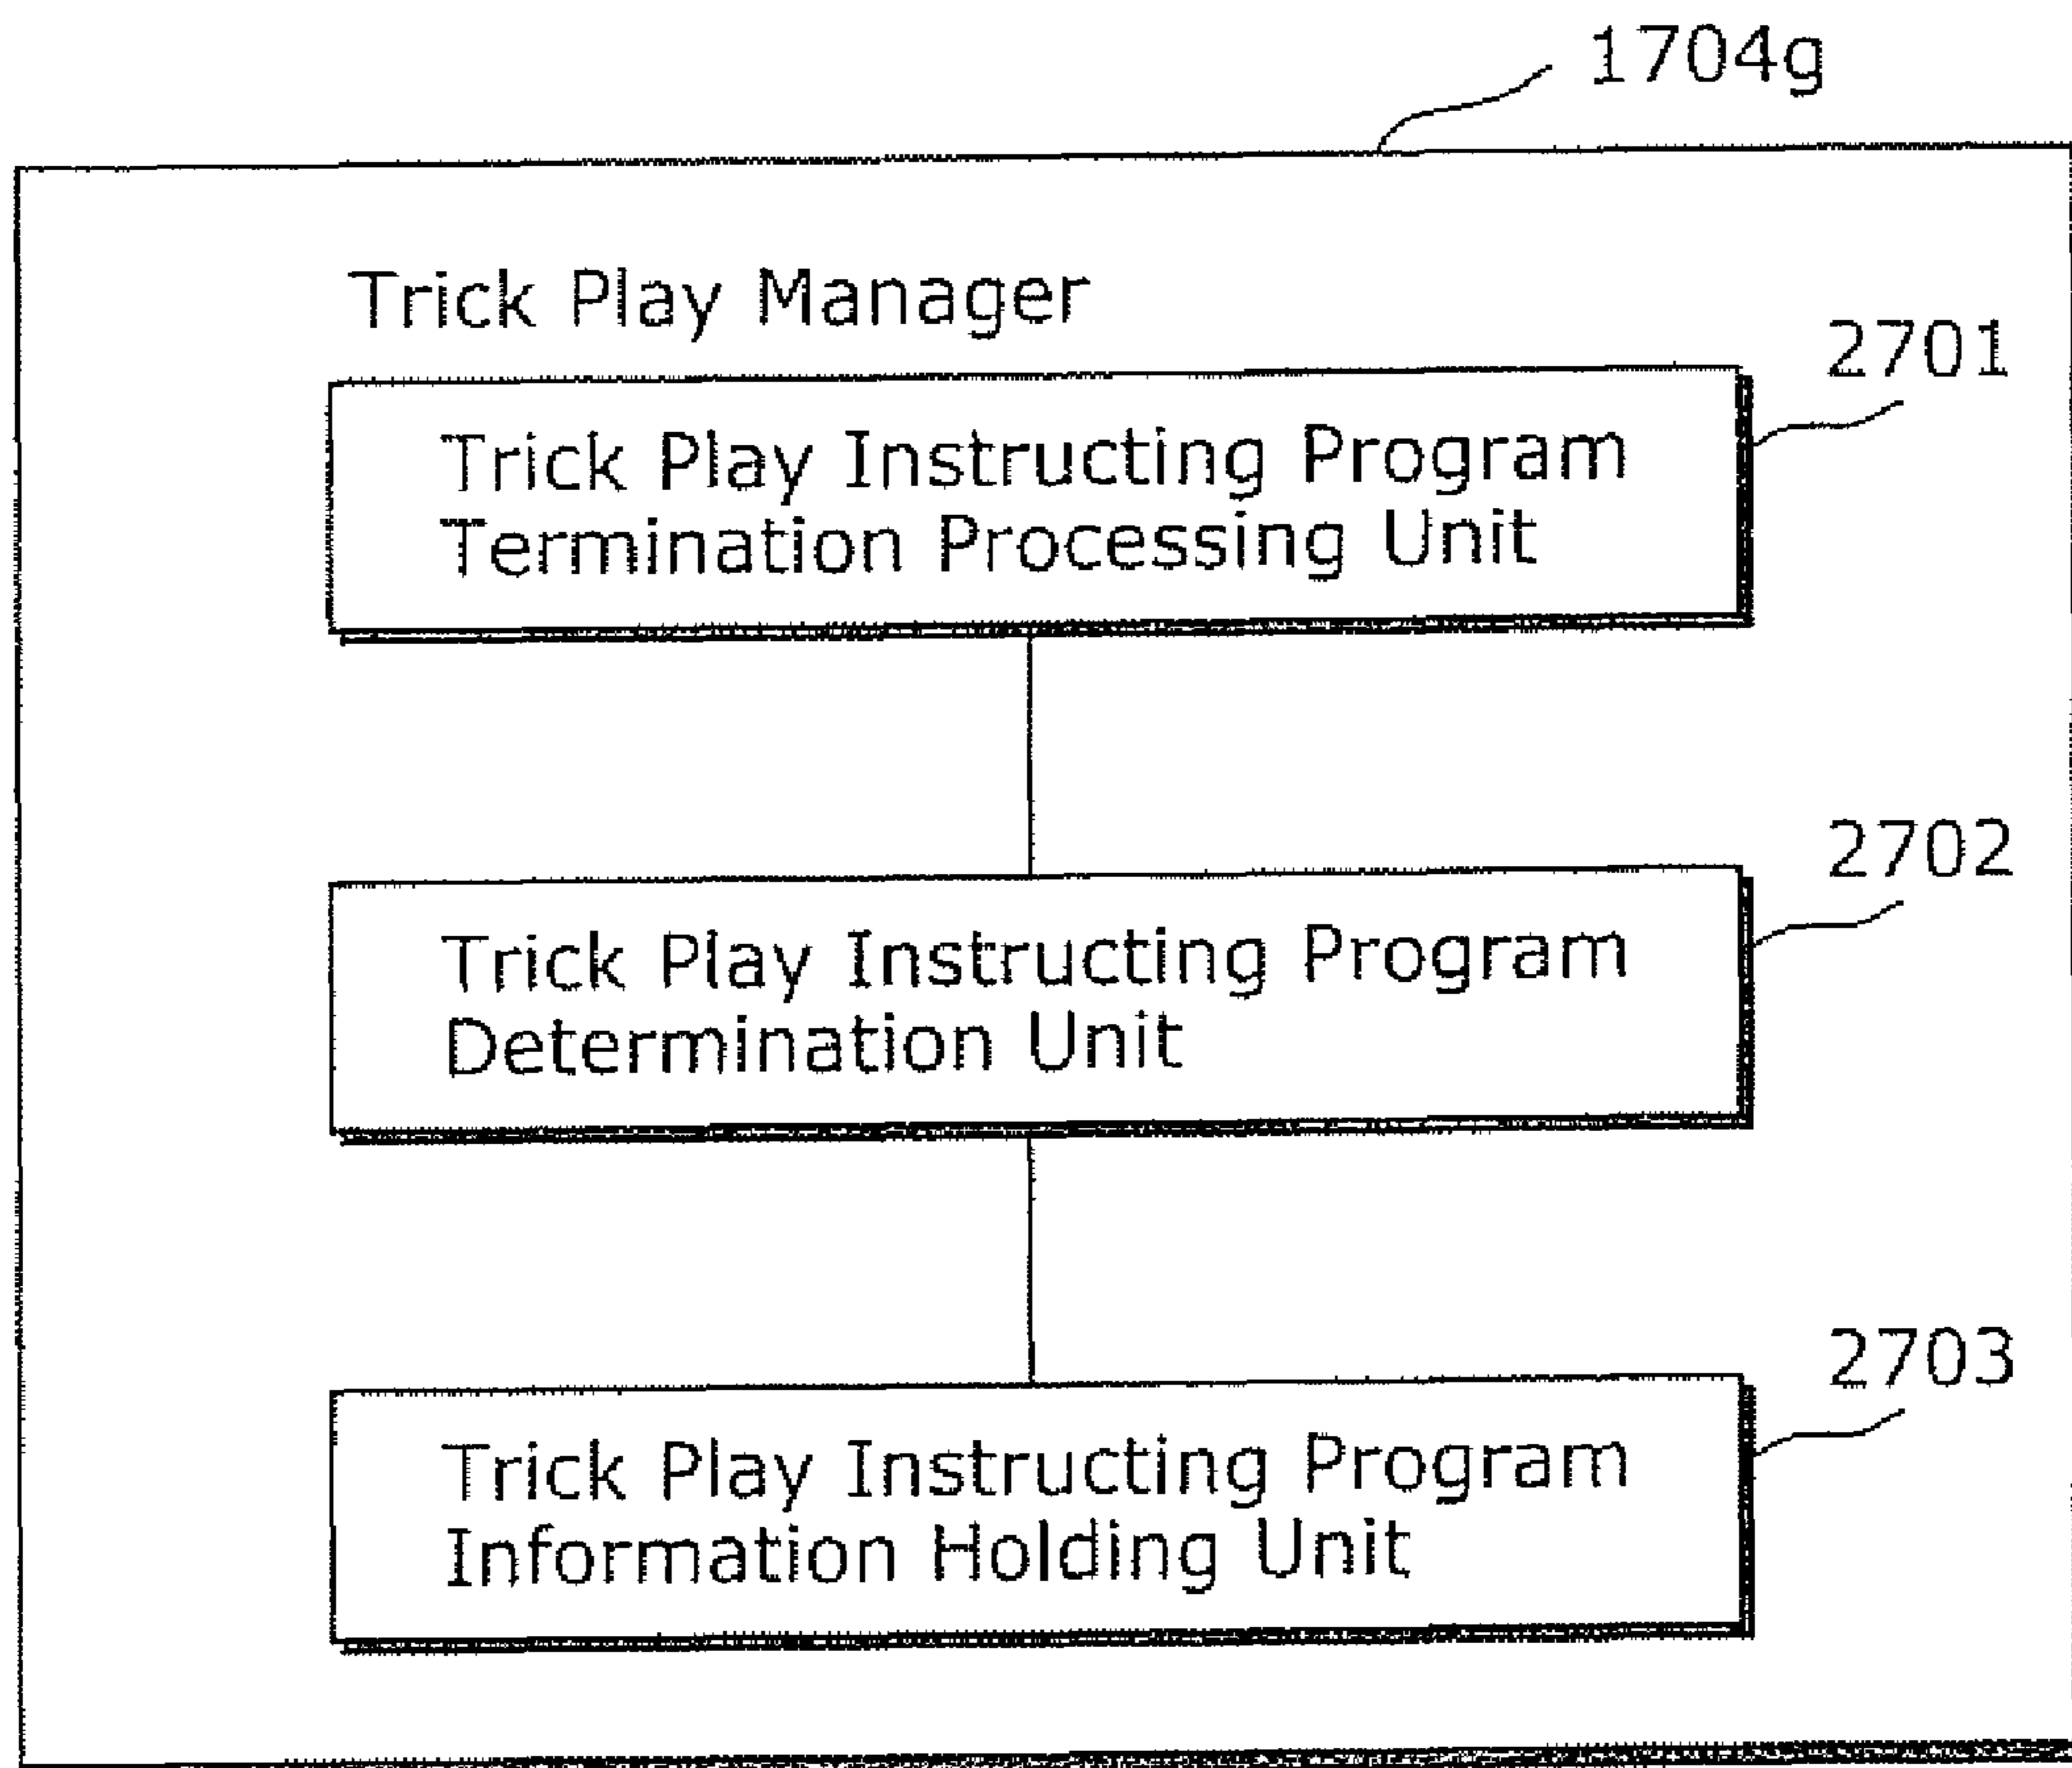 1704g
Trick Play Manager
2701
Trick Play Instructing Program
Termination Processing Unit
2702
Trick Play Instructing Program
Determination Unit
2703
Trick Play Instructing Program
Information Holding Unit